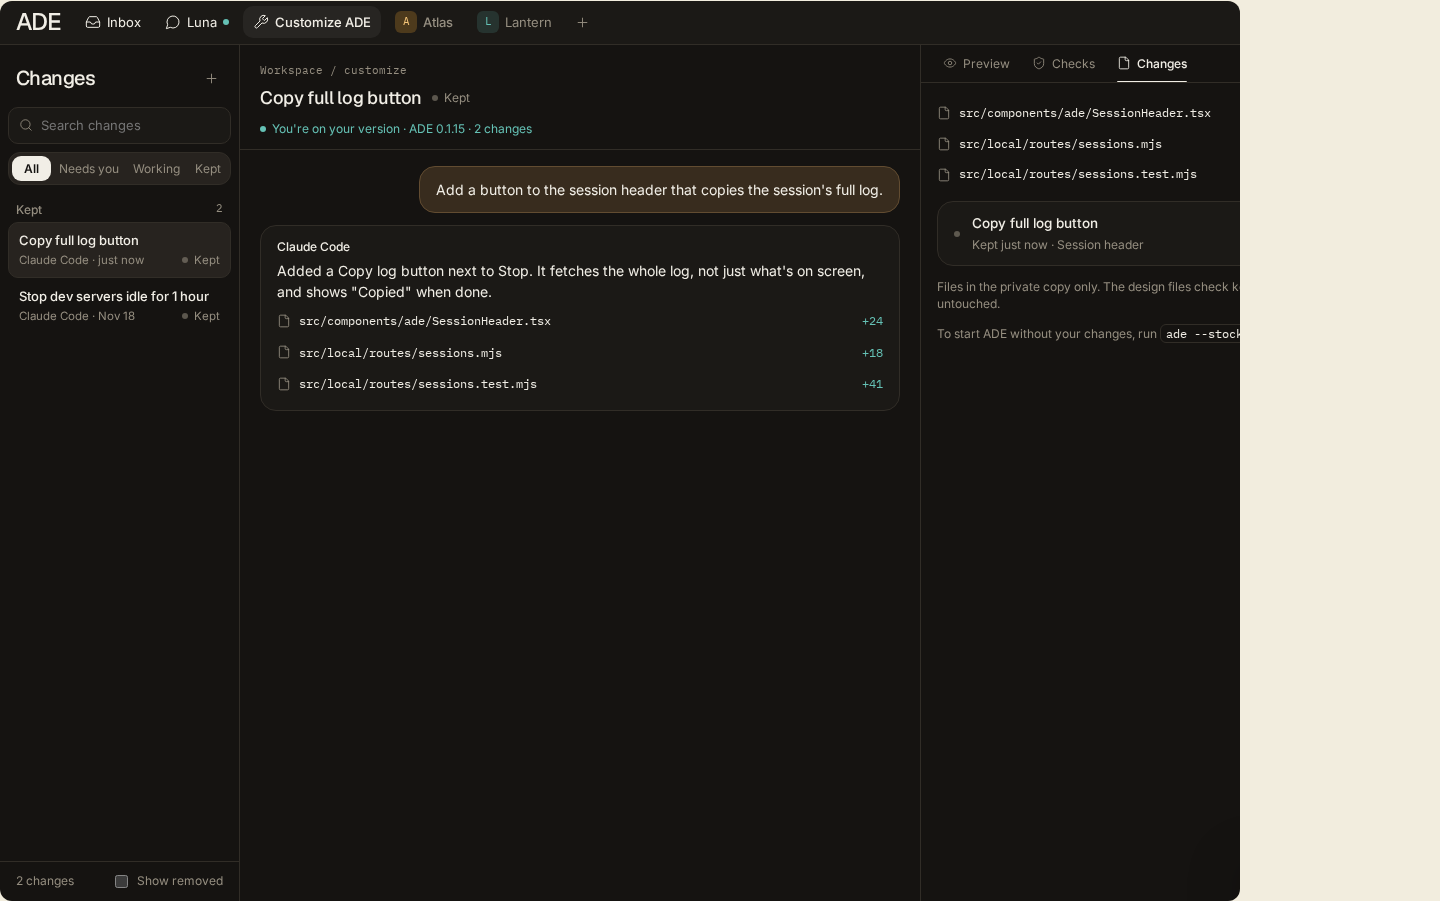 ADE
Inbox
Luna
Customize ADE
A Atlas
L Lantern
Changes
Search changes
All Needs you Working Kept
Kept 2
Copy full log button
Claude Code · just now Kept
Stop dev servers idle for 1 hour
Claude Code · Nov 18 Kept
2 changes Show removed
Workspace / customize
Copy full log button Kept
You're on your version · ADE 0.1.15 · 2 changes
Add a button to the session header that copies the session's full log.
Claude Code
Added a Copy log button next to Stop. It fetches the whole log, not just what's on screen,
and shows "Copied" when done.
src/components/ade/SessionHeader.tsx +24
src/local/routes/sessions.mjs +18
src/local/routes/sessions.test.mjs +41
Preview Checks Changes
src/components/ade/SessionHeader.tsx
src/local/routes/sessions.mjs
src/local/routes/sessions.test.mjs
Copy full log button
Kept just now · Session header
Files in the private copy only. The design files check
untouched.
To start ADE without your changes, run ade --stock